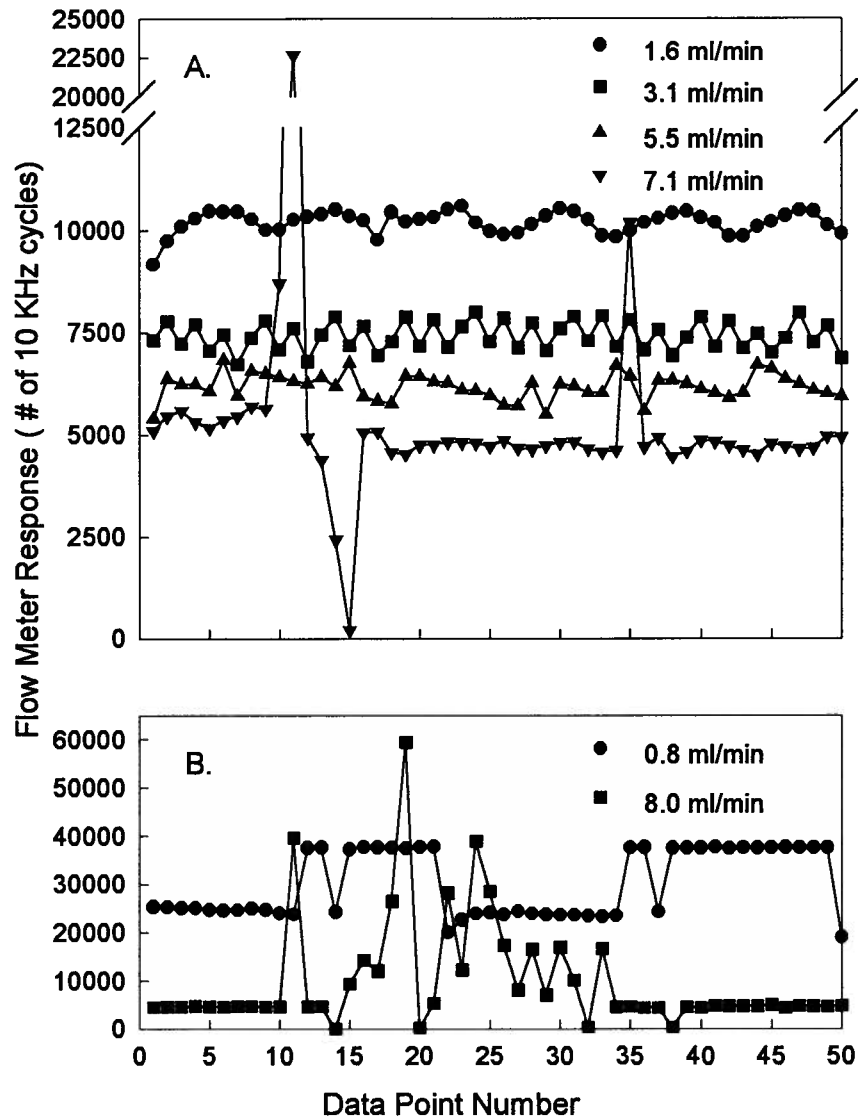 Flow Meter Response ( # of 10 KHz cycles)
25000
22500
20000
12500
10000
7500
5000
2500
0
A.
1.6 ml/min
3.1 ml/min
5.5 ml/min
7.1 ml/min
60000
50000
40000
30000
20000
10000
0
B.
0.8 ml/min
8.0 ml/min
0 5 10 15 20 25 30 35 40 45 50
Data Point Number